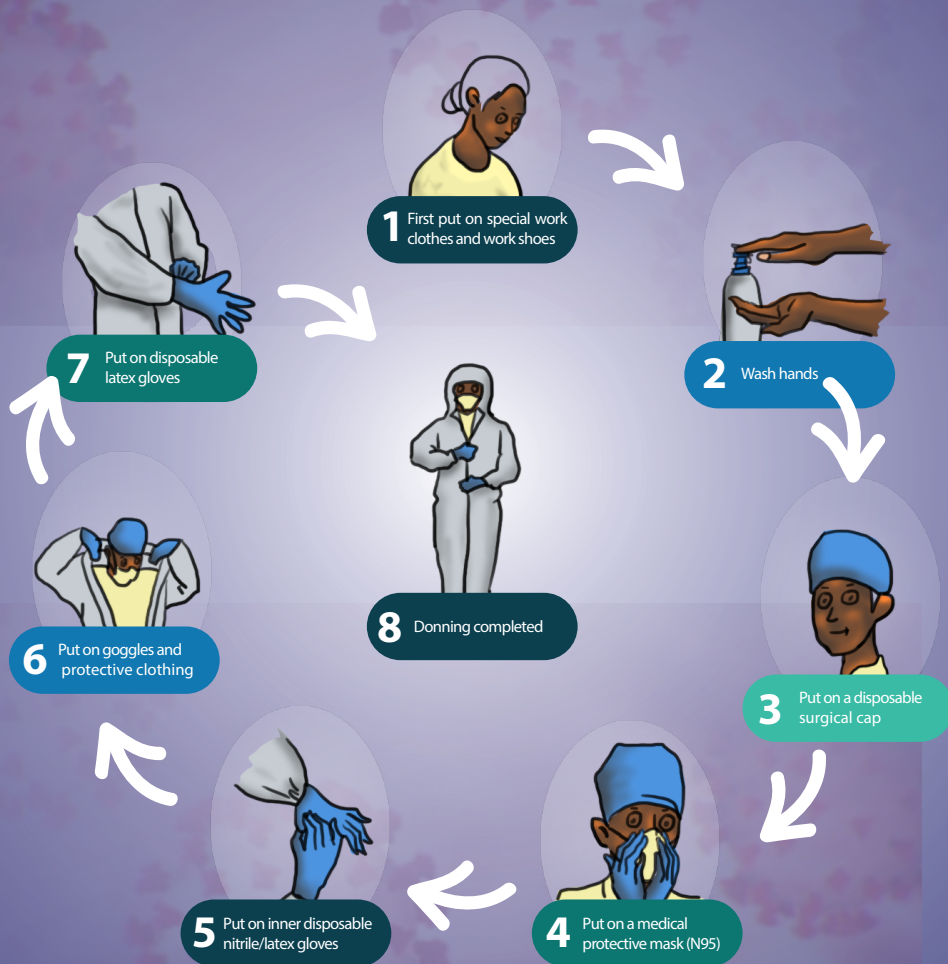 1 First put on special work
clothes and work shoes
2 Wash hands
3 Put on a disposable
surgical cap
4 Put on a medical
protective mask (N95)
5 Put on inner disposable
nitrile/latex gloves
6 Put on goggles and
protective clothing
7 Put on disposable
latex gloves
8 Donning completed